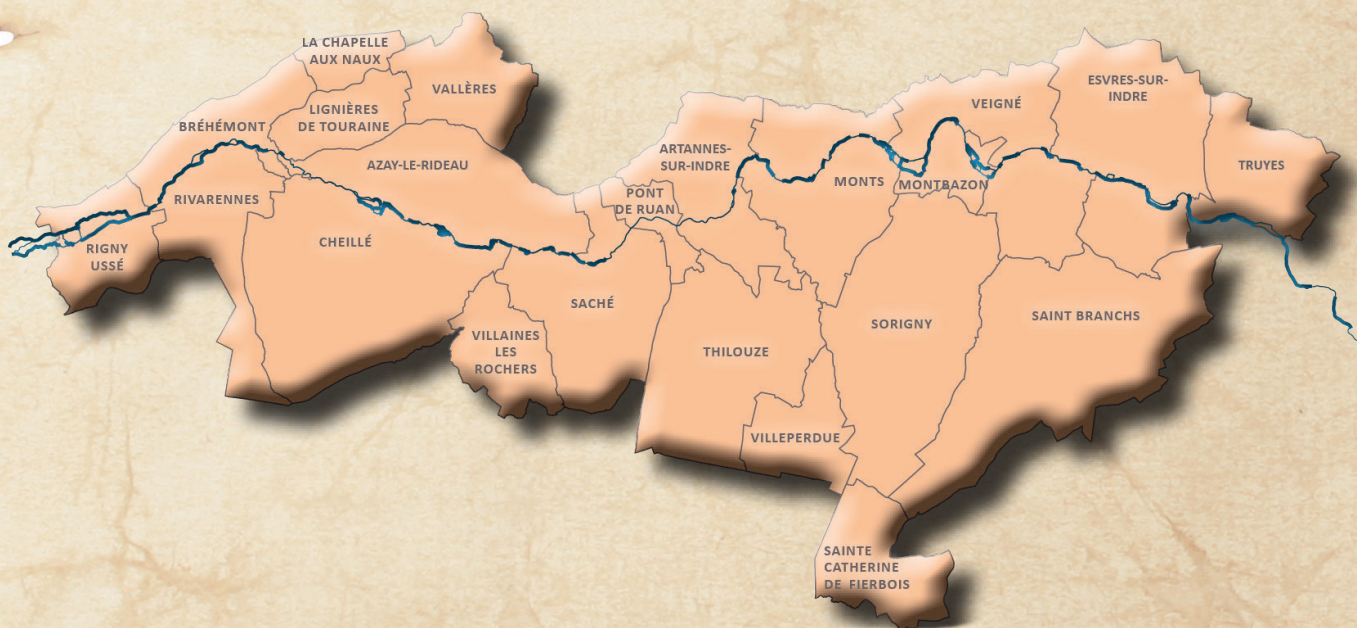 LA CHAPELLE
AUX NAUX
VALLÈRES
LIGNIÈRES
DE TOURAINE
BRÉHÉMONT
AZAY-LE-RIDEAU
RIVARENNES
RIGNY
USSÉ
CHEILLÉ
VILLAINES
LES
ROCHERS
SACHÉ
PONT
DE RUAN
ARTANNES-
SUR-INDRE
MONTS
MONTBAZON
VEIGNÉ
ESVRES-SUR-
INDRE
TRUYES
THILOUZE
VILLEPERDUE
SORIGNY
SAINT BRANCHS
SAINTE
CATHERINE
DE FIERBOIS